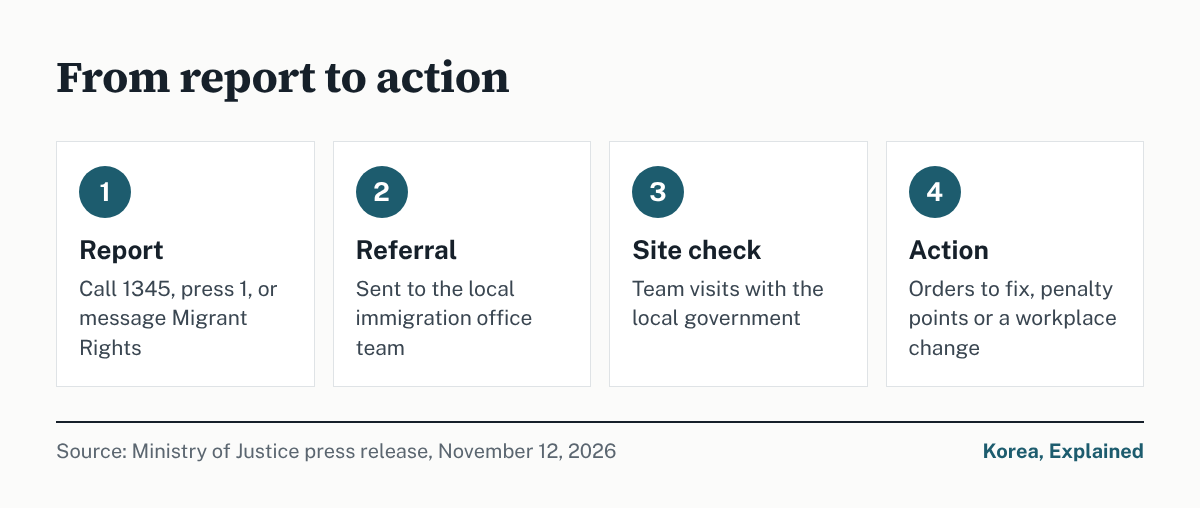 From report to action
1
Report
Call 1345, press 1, or
message Migrant
Rights
2
Referral
Sent to the local
immigration office
team
3
Site check
Team visits with the
local government
4
Action
Orders to fix, penalty
points or a workplace
change
Source: Ministry of Justice press release, November 12, 2026
Korea, Explained